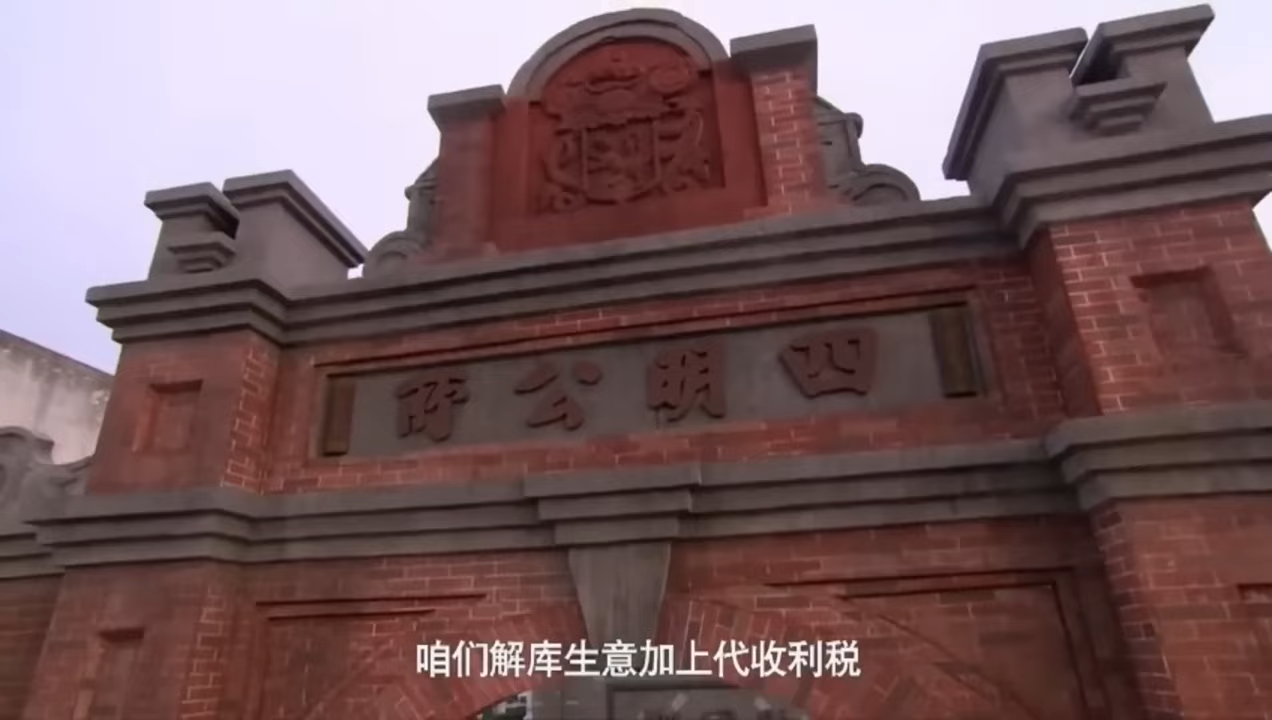 四明公所
咱们解库生意加上代收利税